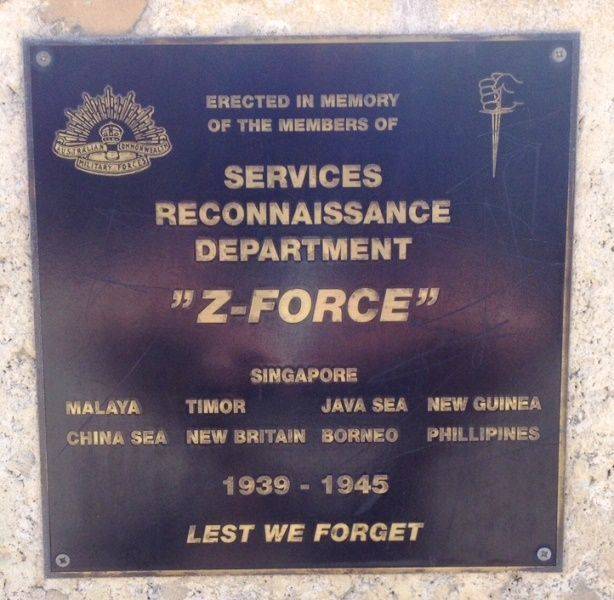 AUSTRALIAN COMMONWEALTH
MILITARY FORCES
ERECTED IN MEMORY
OF THE MEMBERS OF
SERVICES
RECONNAISSANCE
DEPARTMENT
"Z-FORCE"
SINGAPORE
MALAYA TIMOR JAVA SEA NEW GUINEA
CHINA SEA NEW BRITAIN BORNEO PHILLIPINES
1939 - 1945
LEST WE FORGET